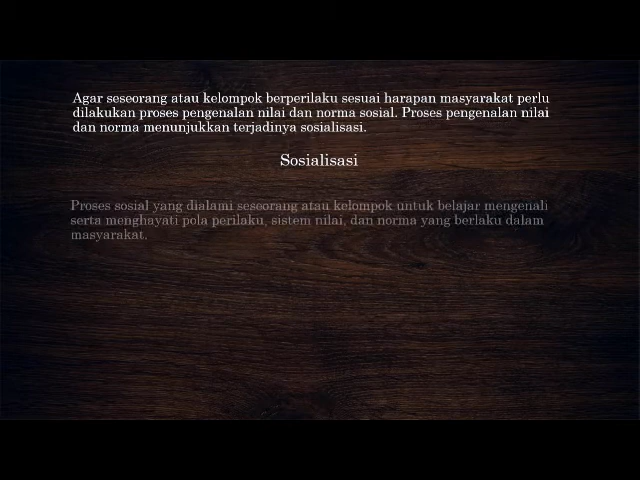 Agar seseorang atau kelompok berperilaku sesuai harapan masyarakat perlu
dilakukan proses pengenalan nilai dan norma sosial. Proses pengenalan nilai
dan norma menunjukkan terjadinya sosialisasi.
Sosialisasi
Proses sosial yang dialami seseorang atau kelompok untuk belajar mengenali
serta menghayati pola perilaku, sistem nilai, dan norma yang berlaku dalam
masyarakat.